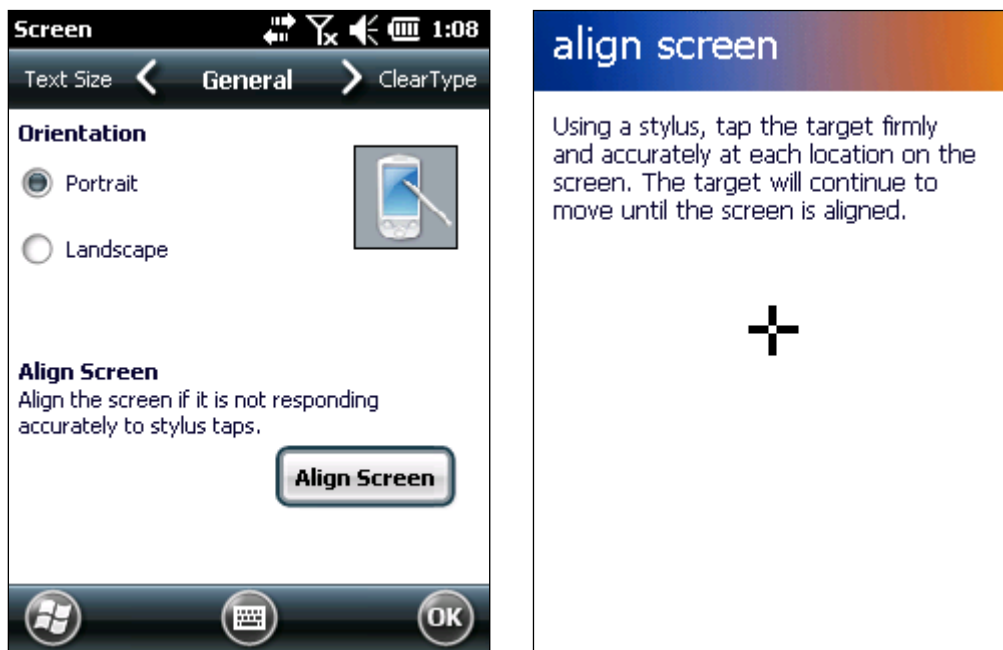 Screen 1:08
Text Size General ClearType
Orientation
Portrait
Landscape
Align Screen
Align the screen if it is not responding
accurately to stylus taps.
Align Screen
OK
align screen
Using a stylus, tap the target firmly
and accurately at each location on the
screen. The target will continue to
move until the screen is aligned.